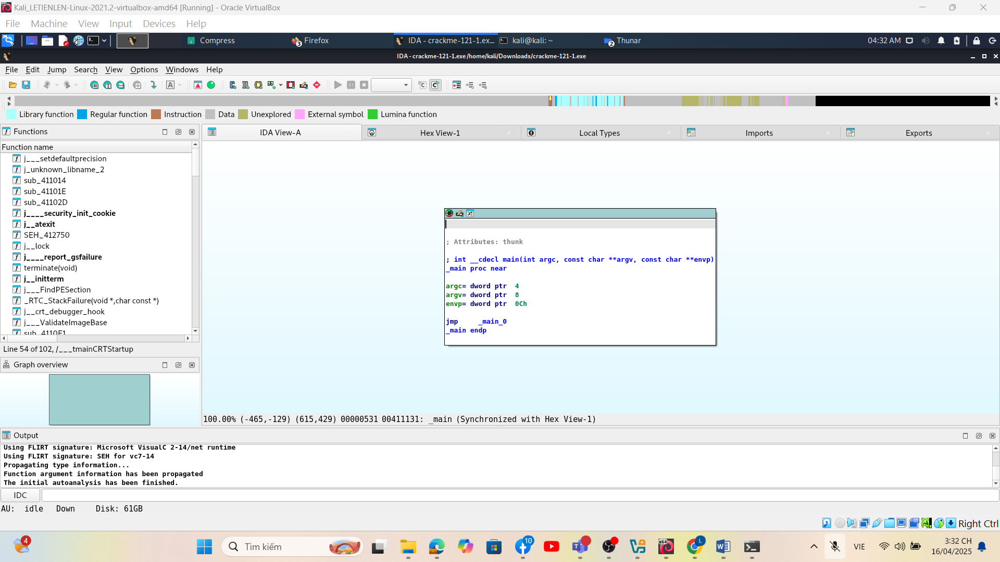 Kali_LETIENLEN-Linux-2021.2-virtualbox-amd64 [Running] - Oracle VirtualBox
File Machine View Input Devices Help
Compress
3 Firefox
IDA - crackme-121-1.ex...
kali@kali: ~
2 Thunar
04:32 AM
IDA - crackme-121-1.exe /home/kali/Downloads/crackme-121-1.exe
File Edit Jump Search View Options Windows Help
Library function Regular function Instruction Data Unexplored External symbol Lumina function
Functions
IDA View-A
Hex View-1
Local Types
Imports
Exports
Function name
j___setdefaultprecision
j_unknown_libname_2
sub_411014
sub_41101E
sub_41102D
j____security_init_cookie
j__atexit
SEH_412750
j__lock
j____report_gsfailure
terminate(void)
j__initterm
j___FindPESection
_RTC_StackFailure(void *,char const *)
j__crt_debugger_hook
j___ValidateImageBase
sub_4110F1
Line 54 of 102, /___tmainCRTStartup
Graph overview
; Attributes: thunk
; int __cdecl main(int argc, const char **argv, const char **envp)
_main proc near
argc= dword ptr 4
argv= dword ptr 8
envp= dword ptr 0Ch
jmp _main_0
_main endp
100.00% (-465,-129) (615,429) 00000531 00411131: _main (Synchronized with Hex View-1)
Output
Using FLIRT signature: Microsoft VisualC 2-14/net runtime
Using FLIRT signature: SEH for vc7-14
Propagating type information...
Function argument information has been propagated
The initial autoanalysis has been finished.
IDC
AU: idle Down Disk: 61GB
Right Ctrl
4
Tìm kiếm
10
L
VIE
3:32 CH
16/04/2025